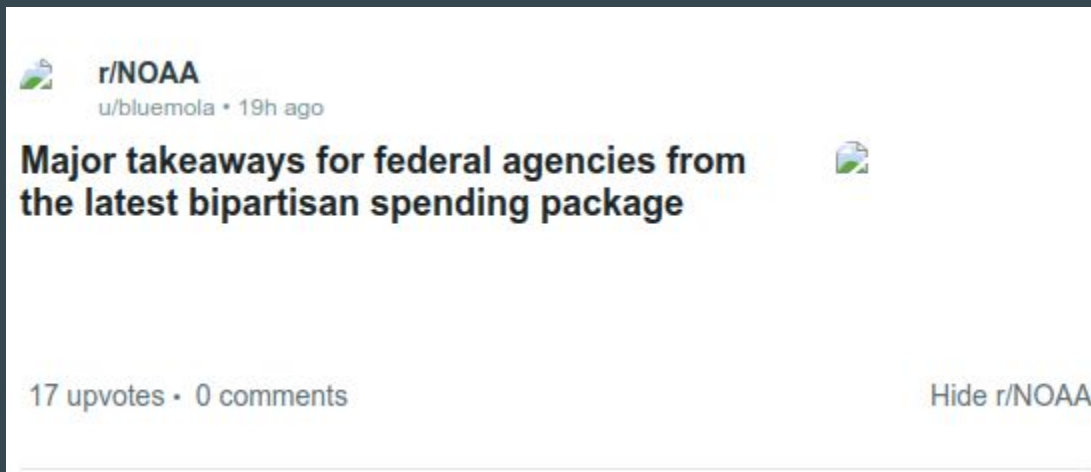 r/NOAA
u/bluemola • 19h ago
Major takeaways for federal agencies from
the latest bipartisan spending package
17 upvotes • 0 comments
Hide r/NOAA